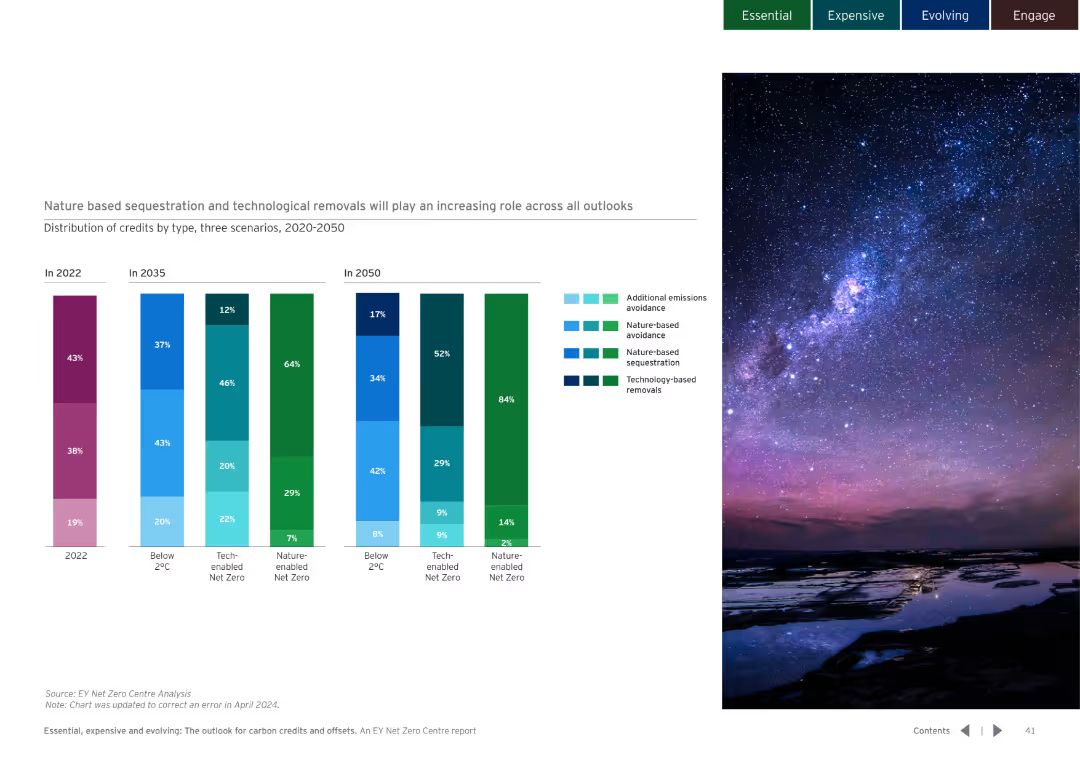 Essential
Expensive
Evolving
Engage
Nature based sequestration and technological removals will play an increasing role across all outlooks
Distribution of credits by type, three scenarios, 2020-2050
In 2022
In 2035
In 2050
43%
38%
19%
2022
37%
43%
20%
Below
2°C
12%
46%
20%
22%
Tech-
enabled
Net Zero
64%
29%
7%
Nature-
enabled
Net Zero
17%
34%
42%
8%
Below
2°C
52%
29%
9%
9%
Tech-
enabled
Net Zero
84%
14%
2%
Nature-
enabled
Net Zero
Additional emissions
avoidance
Nature-based
avoidance
Nature-based
sequestration
Technology-based
removals
Source: EY Net Zero Centre Analysis
Note: Chart was updated to correct an error in April 2024.
Essential, expensive and evolving: The outlook for carbon credits and offsets. An EY Net Zero Centre report
Contents | 41